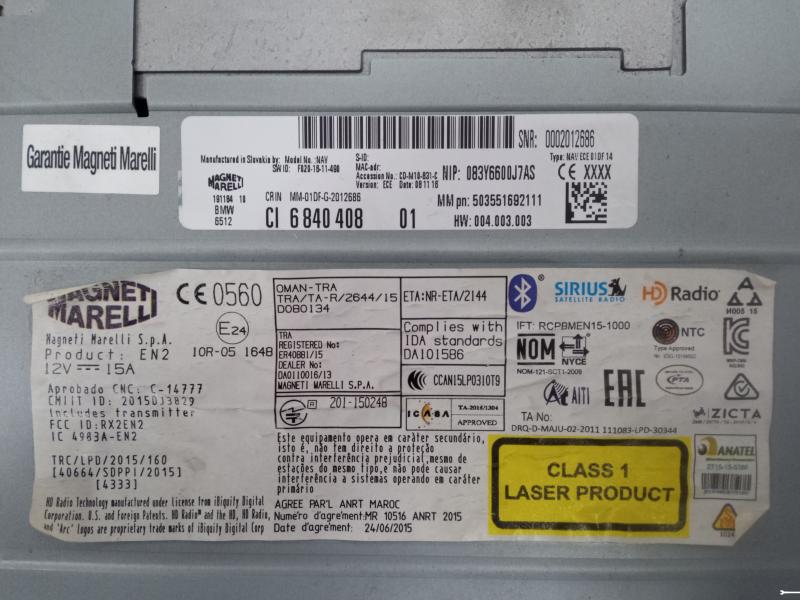 Garantie Magneti Marelli
SNR: 0002012686
Manufactured in Slovakia by: Model No.:NAV
S-ID:
Type: NAV ECE 01 DF 14
MAC-adr:
Accession No.: CD-M10-831-C NIP: 083Y6600J7AS
CE XXXX
Version: ECE Date: 08 11 16
MAGNETI
MARELLI
191184 10
BMW
6512
CRIN MM-01DF-G-2012686
CI 6 840 408 01
MM pn: 503551692111
HW: 004.003.003
MAGNETI
MARELLI
Magneti Marelli S.p.A.
Product: EN2
12V 15A
Aprobado CNC: C-14777
CMIIT ID: 2015DJ3829
includes transmitter
FCC ID:RX2EN2
IC 4983A-EN2
TRC/LPD/2015/160
[40664/SDPPI/2015]
[4333]
HD Radio Technology manufactured under License from iBiquity Digital
Corporation. U.S. and Foreign Patents. HD Radio™ and the HD, HD Radio,
and "Arc" logos are proprietary trade marks of iBiquity Digital Corp
CE 0560
E24
10R-05 1648
OMAN-TRA
TRA/TA-R/2644/15
D080134
TRA
REGISTERED No:
ER40881/15
DEALER No:
DA0110016/13
MAGNETI MARELLI S.P.A.
R 201-150248
Este equipamento opera em caráter secundário,
isto é, não tem direito a proteção
contra interferência prejudicial,mesmo de
estações do mesmo tipo, e não pode causar
interferência a sistemas operando em caráter
primário
AGREE PAR'L ANRT MAROC
Numero d'agrément:MR 10516 ANRT 2015
Date d'agrément: 24/06/2015
ETA:NR-ETA/2144
Complies with
IDA standards
DA101586
CCAN15LP0310T9
ICASA
APPROVED
SIRIUS
SATELLITE RADIO
HD Radio
IFT: RCPBMEN15-1000
NOM
NYCE
NOM-121-SCT1-2009
NTC
Type Approved
AITI
EAC
PTA
ZICTA
TA No:
DRQ-D-MAJU-02-2011 111083-LPD-30344
CLASS 1
LASER PRODUCT
ANATEL
1024